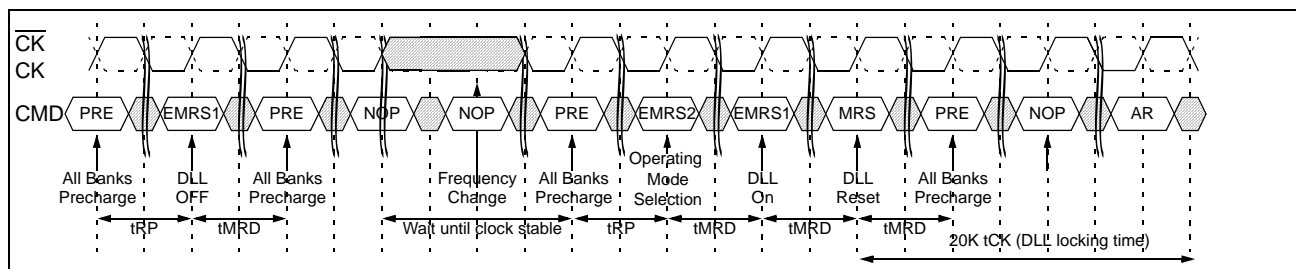 CK
CK
CMD PRE EMRS1 PRE NOP NOP PRE EMRS2 EMRS1 MRS PRE NOP AR
All Banks
Precharge
DLL
OFF
All Banks
Precharge
Frequency
Change
All Banks
Precharge
Operating
Mode
Selection
DLL
On
DLL
Reset
All Banks
Precharge
tRP tMRD Wait until clock stable tRP tMRD tMRD tMRD
20K tCK (DLL locking time)